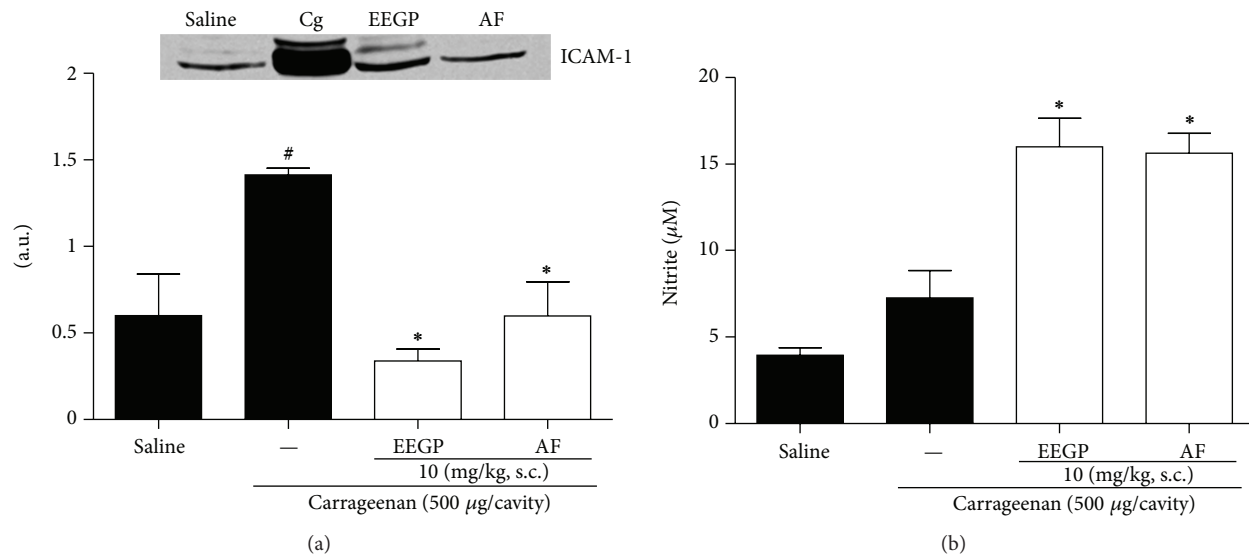 Saline Cg EEGP AF
ICAM-1
2
1.5
1
0.5
0
(a.u.)
#
*
*
Saline — EEGP AF
10 (mg/kg, s.c.)
Carrageenan (500 μg/cavity)
(a)
20
15
10
5
0
Nitrite (μM)
*
*
Saline — EEGP AF
10 (mg/kg, s.c.)
Carrageenan (500 μg/cavity)
(b)